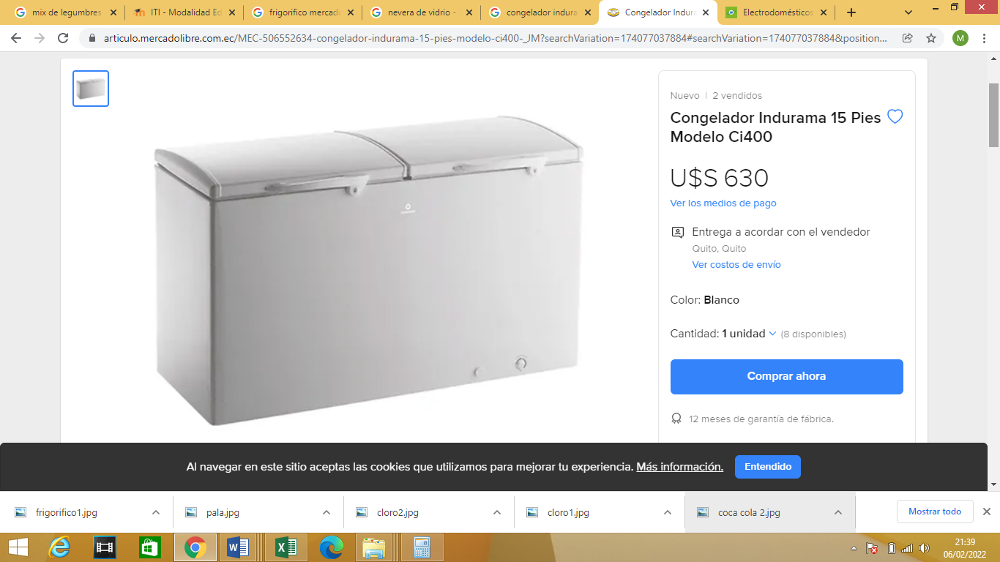 mix de legumbres
ITI - Modalidad Ed
frigorifico mercado
nevera de vidrio -
congelador indura
Congelador Indur
Electrodomésticos
articulo.mercadolibre.com.ec/MEC-506552634-congelador-indurama-15-pies-modelo-ci400-_JM?searchVariation=174077037884#searchVariation=174077037884&position...
M
Nuevo | 2 vendidos
Congelador Indurama 15 Pies
Modelo Ci400
U$S 630
Ver los medios de pago
Entrega a acordar con el vendedor
Quito, Quito
Ver costos de envío
Color: Blanco
Cantidad: 1 unidad (8 disponibles)
Comprar ahora
12 meses de garantía de fábrica.
Al navegar en este sitio aceptas las cookies que utilizamos para mejorar tu experiencia. Más información.
Entendido
frigorifico1.jpg
pala.jpg
cloro2.jpg
cloro1.jpg
coca cola 2.jpg
Mostrar todo
21:39
06/02/2022